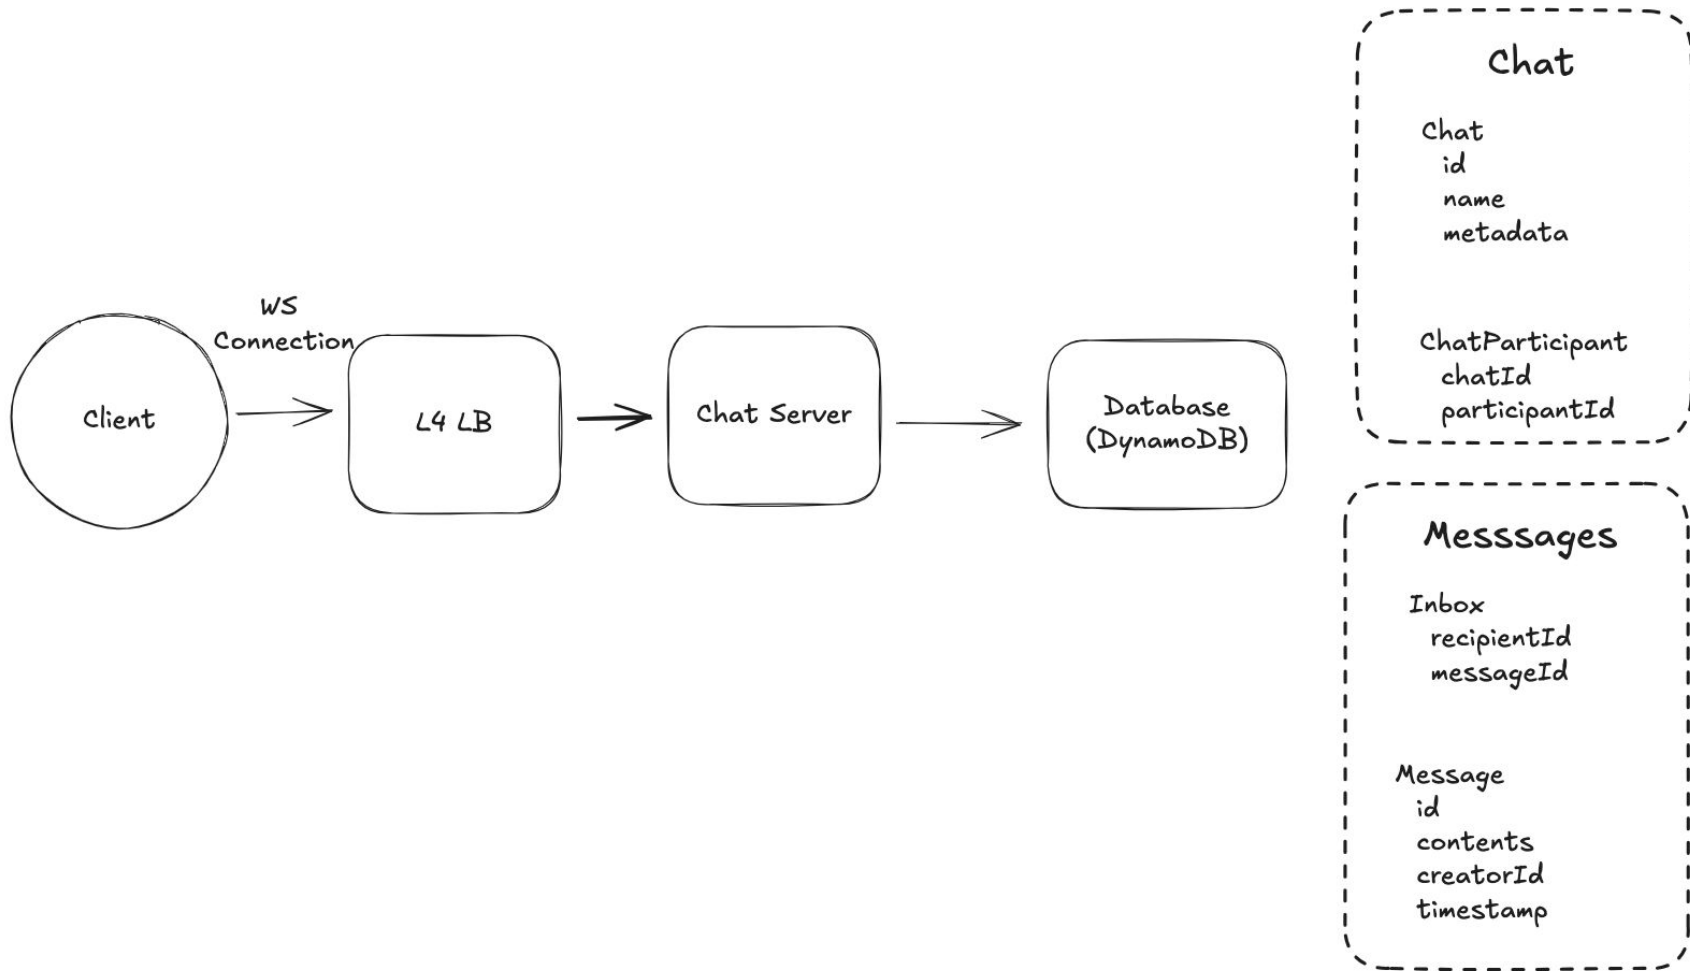 WS
Connection
Client
L4 LB
Chat Server
Database
(DynamoDB)
Chat
Chat
id
name
metadata
ChatParticipant
chatId
participantId
Messsages
Inbox
recipientId
messageId
Message
id
contents
creatorId
timestamp